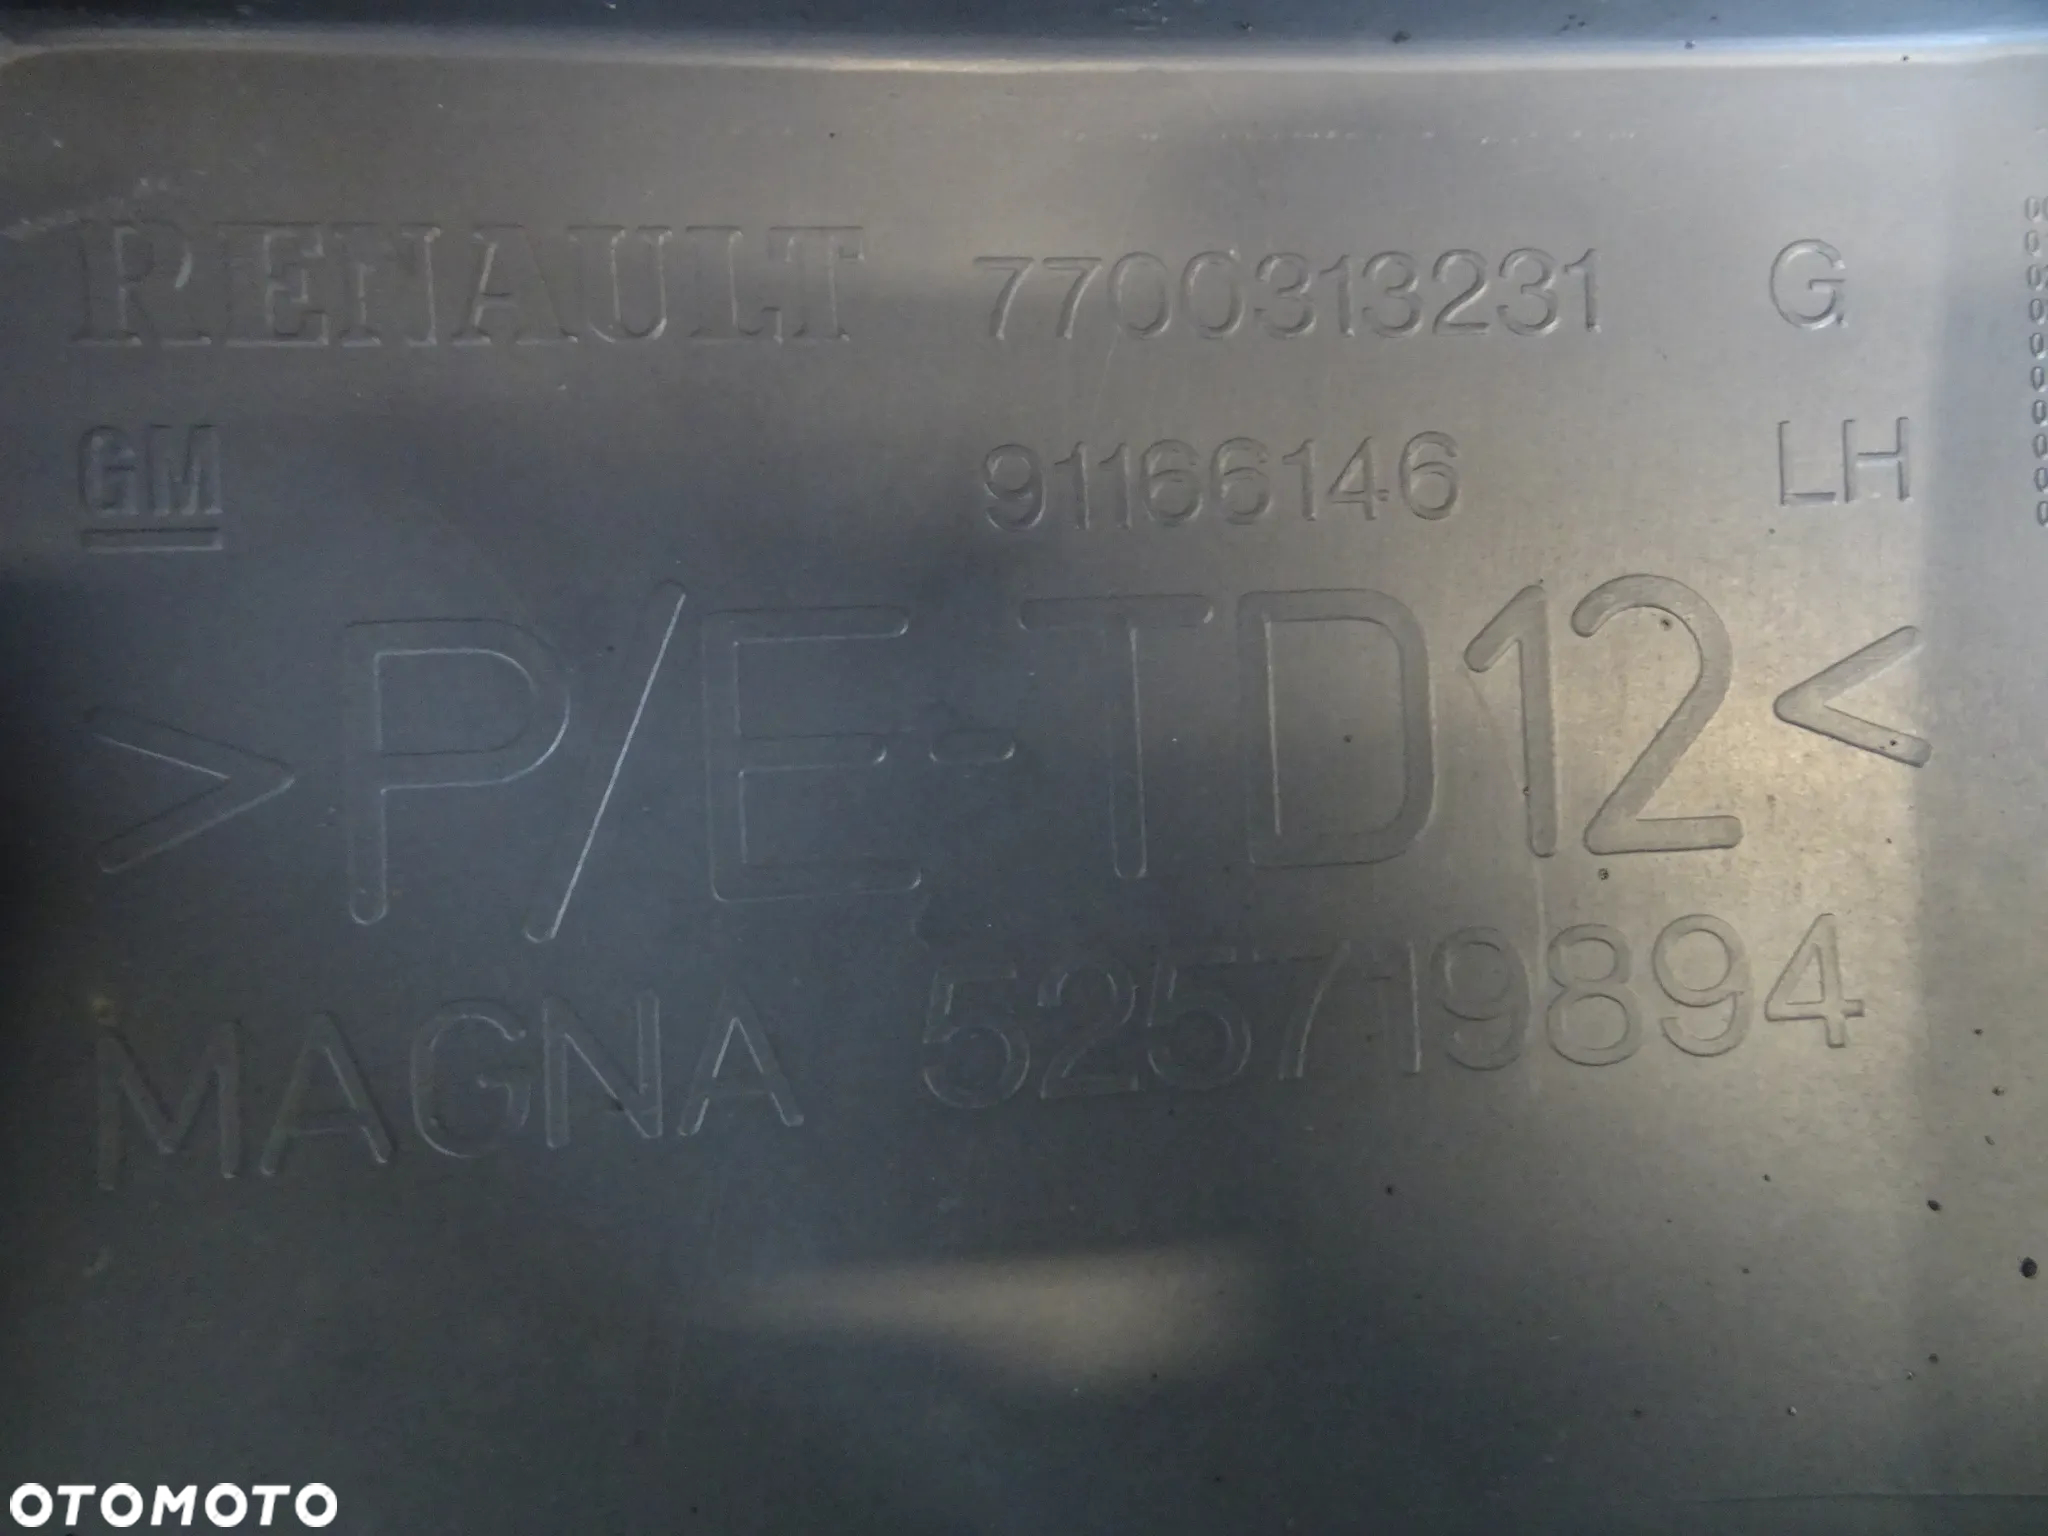 RENAULT 7700313231 G
GM 91166146 LH
>P/E-TD12<
MAGNA 525719894
OTOMOTO